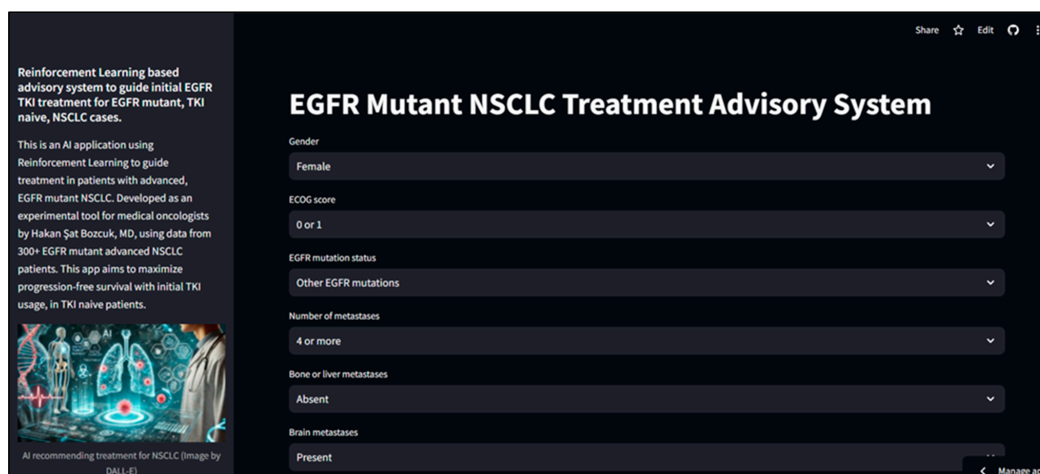 Share Edit
Reinforcement Learning based
advisory system to guide initial EGFR
TKI treatment for EGFR mutant, TKI
naive, NSCLC cases.
This is an AI application using
Reinforcement Learning to guide
treatment in patients with advanced,
EGFR mutant NSCLC. Developed as an
experimental tool for medical oncologists
by Hakan Şat Bozcuk, MD, using data from
300+ EGFR mutant advanced NSCLC
patients. This app aims to maximize
progression-free survival with initial TKI
usage, in TKI naive patients.
AI
AI recommending treatment for NSCLC (Image by
DALL-E)
EGFR Mutant NSCLC Treatment Advisory System
Gender
Female
ECOG score
0 or 1
EGFR mutation status
Other EGFR mutations
Number of metastases
4 or more
Bone or liver metastases
Absent
Brain metastases
Present
Manage ap